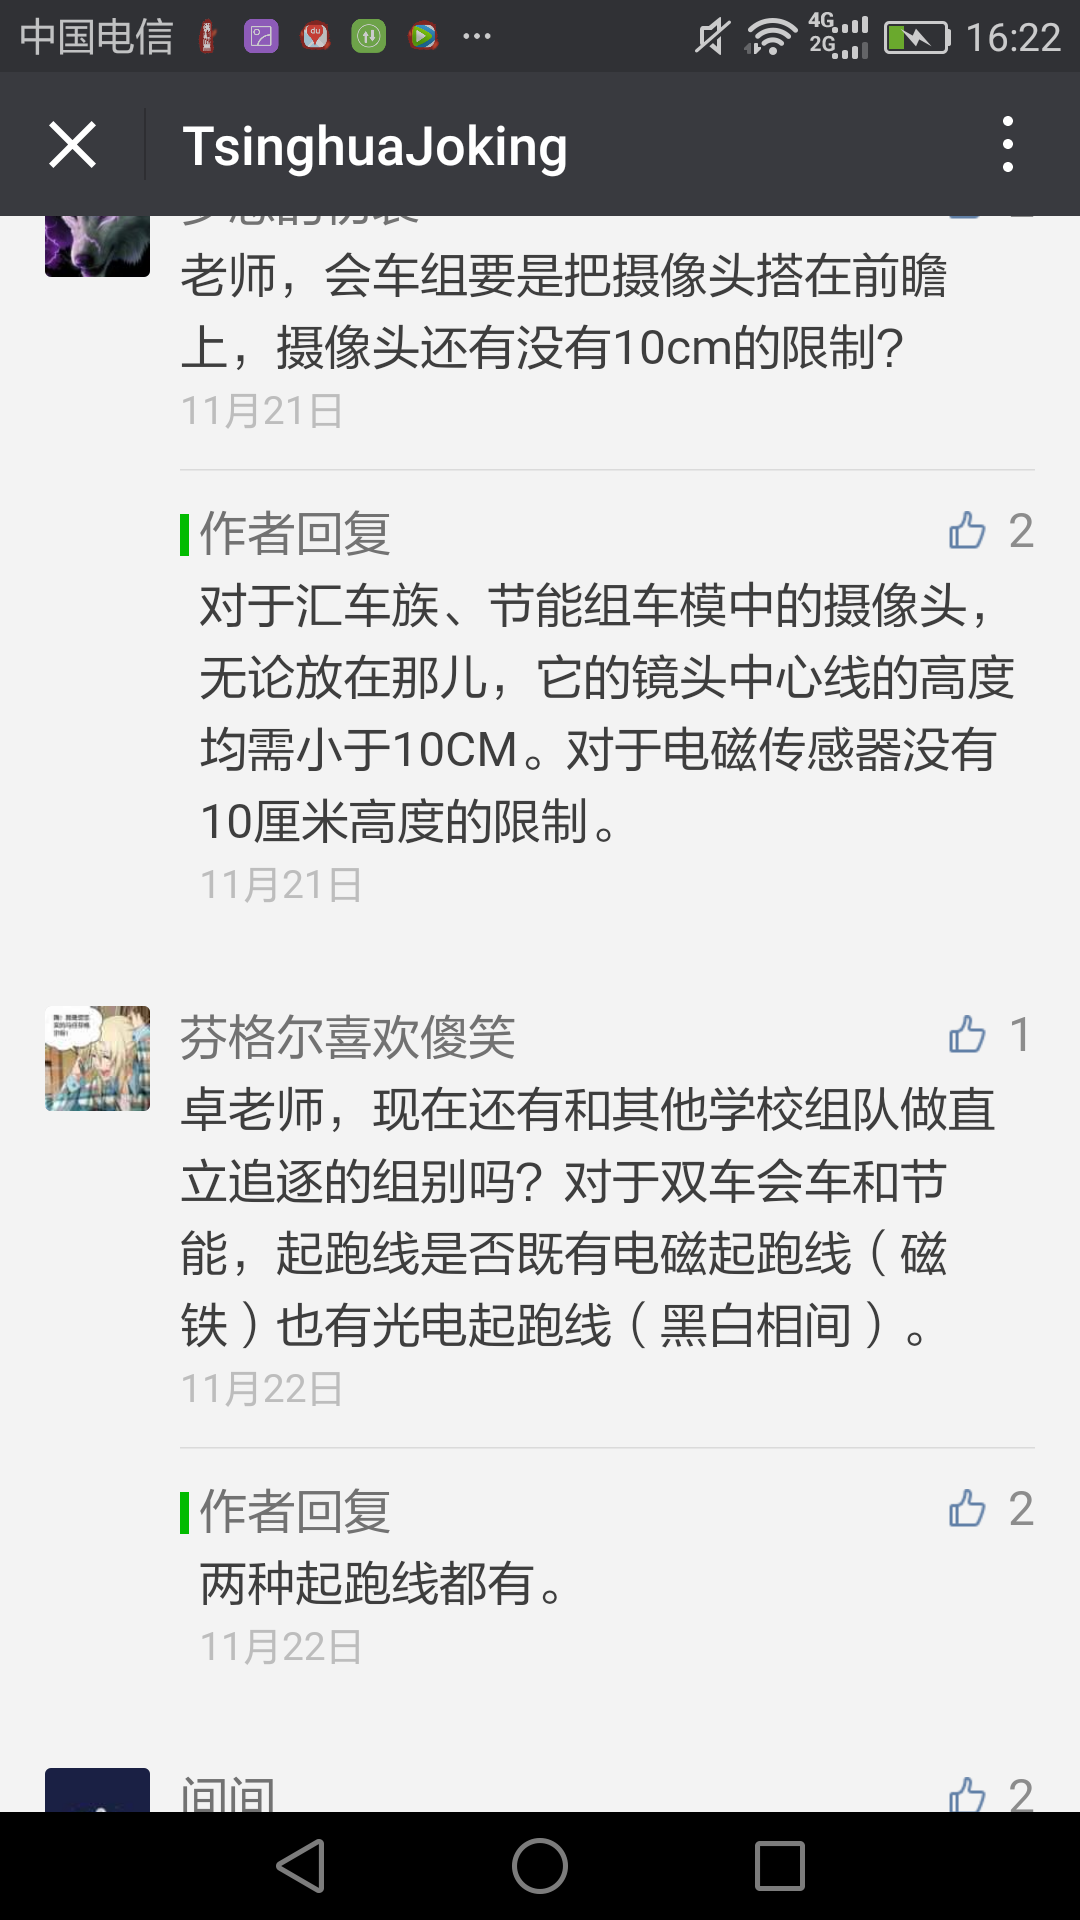 中国电信
4G
2G
16:22
TsinghuaJoking
老师，会车组要是把摄像头搭在前瞻
上，摄像头还有没有10cm的限制？
11月21日
作者回复
2
对于汇车族、节能组车模中的摄像头，
无论放在那儿，它的镜头中心线的高度
均需小于10CM。对于电磁传感器没有
10厘米高度的限制。
11月21日
芬格尔喜欢傻笑
1
卓老师，现在还有和其他学校组队做直
立追逐的组别吗？对于双车会车和节
能，起跑线是否既有电磁起跑线（磁
铁）也有光电起跑线（黑白相间）。
11月22日
作者回复
2
两种起跑线都有。
11月22日
间间
2